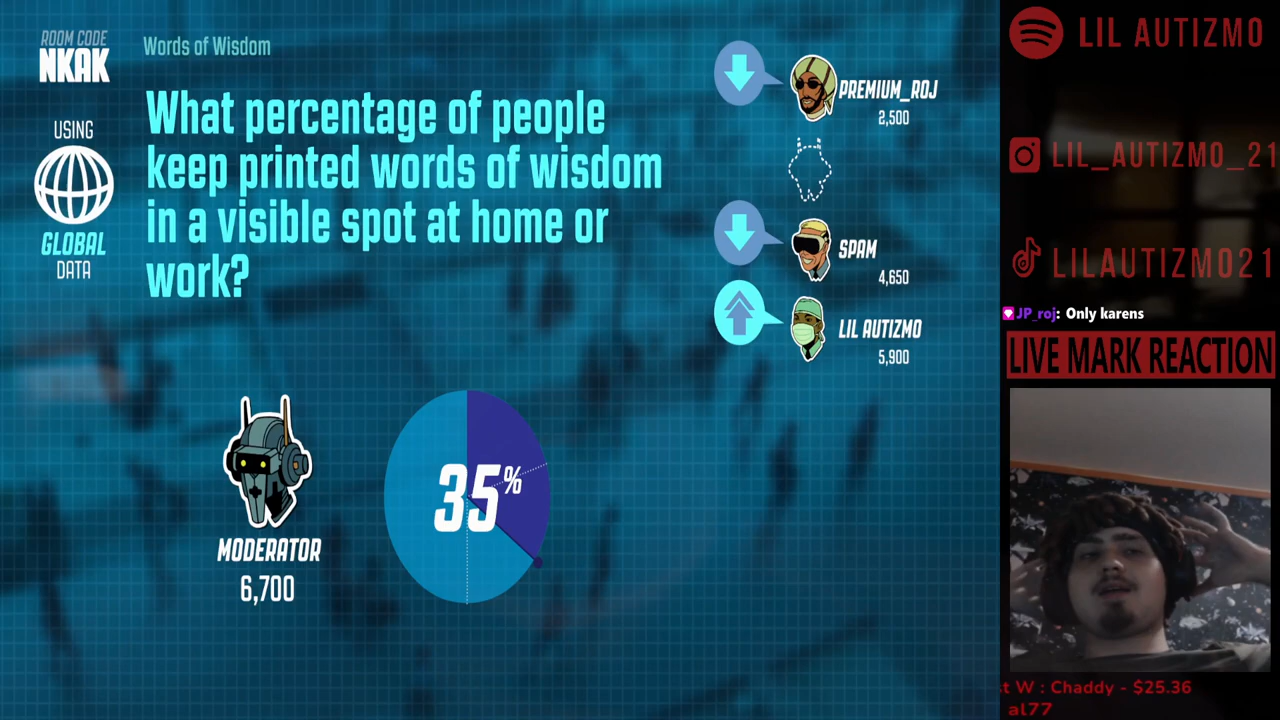 ROOM CODE
NKAK
USING
GLOBAL
DATA
Words of Wisdom
What percentage of people
keep printed words of wisdom
in a visible spot at home or
work?
PREMIUM_ROJ
2,500
SPAM
4,650
LIL AUTIZMO
5,900
MODERATOR
6,700
35%
LIL AUTIZMO
LIL_AUTIZMO_21
LILAUTIZMO21
JP_roj: Only karens
LIVE MARK REACTION
st W : Chaddy - $25.36
al77